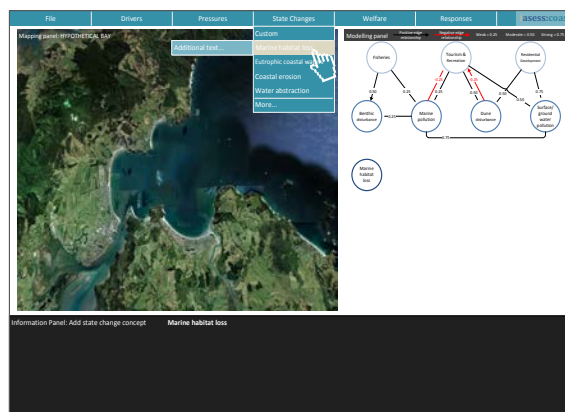 File
Drivers
Pressures
State Changes
Welfare
Responses
asess:coas
Mapping panel: HYPOTHETICAL BAY
Additional text...
Custom
Marine habitat loss
Eutrophic coastal wa
Coastal erosion
Water abstraction
More...
Modelling panel
Positive edge
relationship
Negative edge
relationship
Weak = 0.25
Moderate = 0.50
Strong = 0.75
Fisheries
Tourism &
Recreation
Residential
Development
0.50
0.25
-0.25
0.25
0.50
0.50
0.75
Benthic
disturbance
Marine
pollution
Dune
disturbance
Surface/
ground
water
pollution
0.75
Marine
habitat
loss
Information Panel: Add state change concept
Marine habitat loss